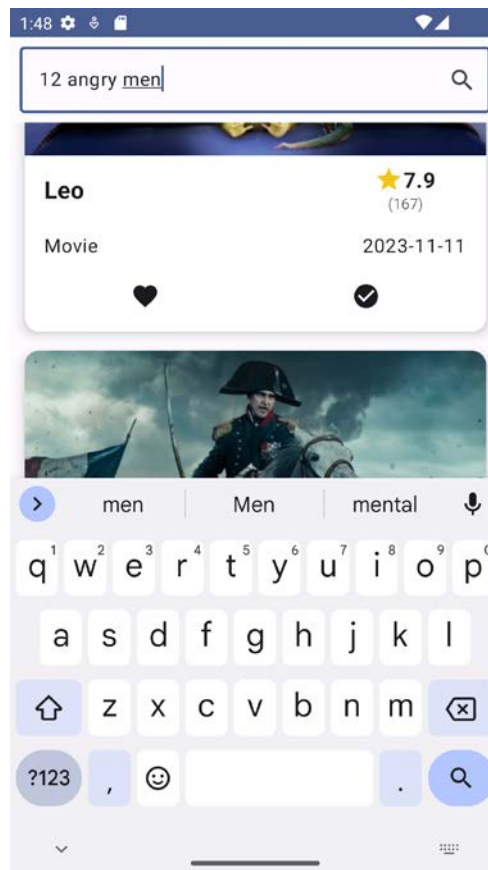 1:48
12 angry men
Leo
7.9
(167)
Movie
2023-11-11
men Men mental
1 2 3 4 5 6 7 8 9
q w e r t y u i o p
a s d f g h j k l
z x c v b n m
?123 , .